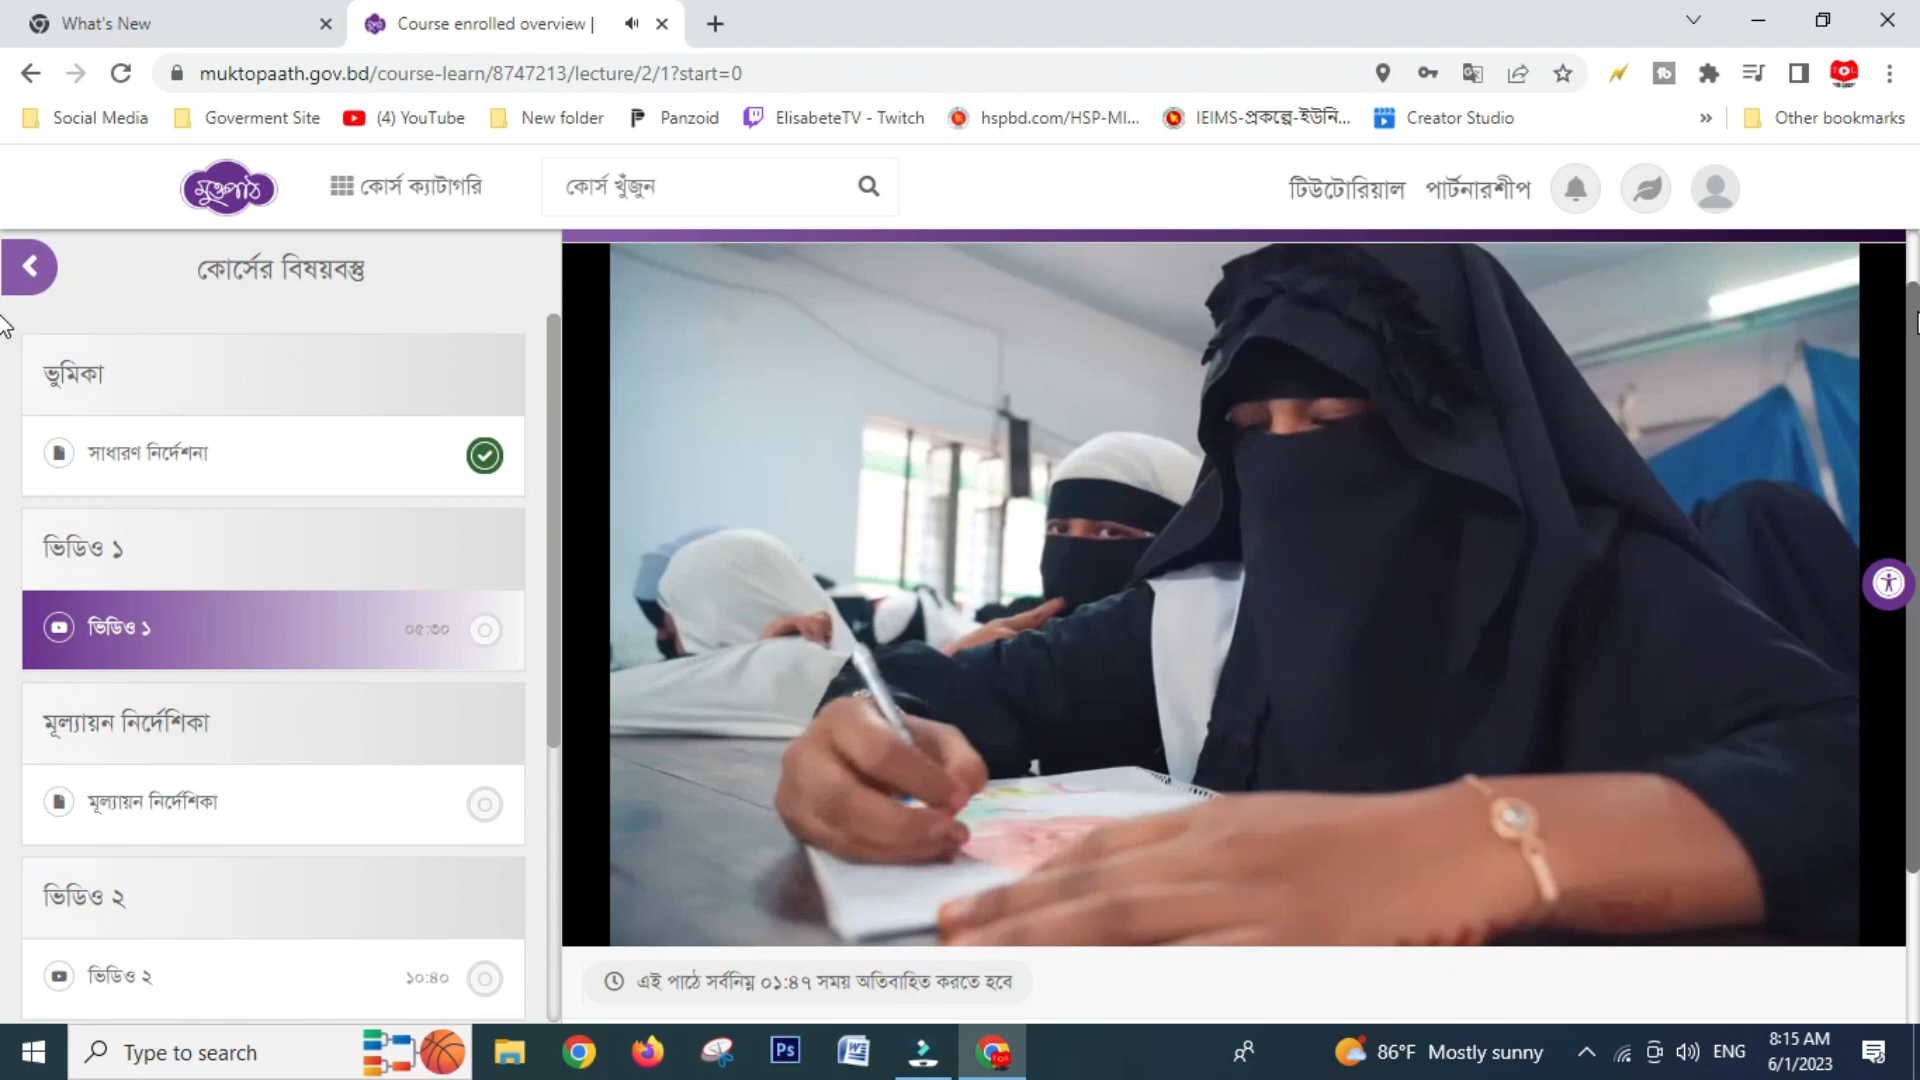 What's New
Course enrolled overview |
muktopaath.gov.bd/course-learn/8747213/lecture/2/1?start=0
Social Media
Goverment Site
(4) YouTube
New folder
Panzoid
ElisabeteTV - Twitch
hspbd.com/HSP-MI...
IEIMS-প্রকল্পে-ইউনি...
Creator Studio
Other bookmarks
মুক্তপাঠ
কোর্স ক্যাটাগরি
কোর্স খুঁজুন
টিউটোরিয়াল
পার্টনারশীপ
কোর্সের বিষয়বস্তু
ভুমিকা
সাধারণ নির্দেশনা
ভিডিও ১
ভিডিও ১
০৫:৩০
মূল্যায়ন নির্দেশিকা
মূল্যায়ন নির্দেশিকা
ভিডিও ২
ভিডিও ২
১০:৪০
এই পাঠে সর্বনিম্ন ০১:৪৭ সময় অতিবাহিত করতে হবে
Type to search
Ps
86°F Mostly sunny
ENG
8:15 AM
6/1/2023